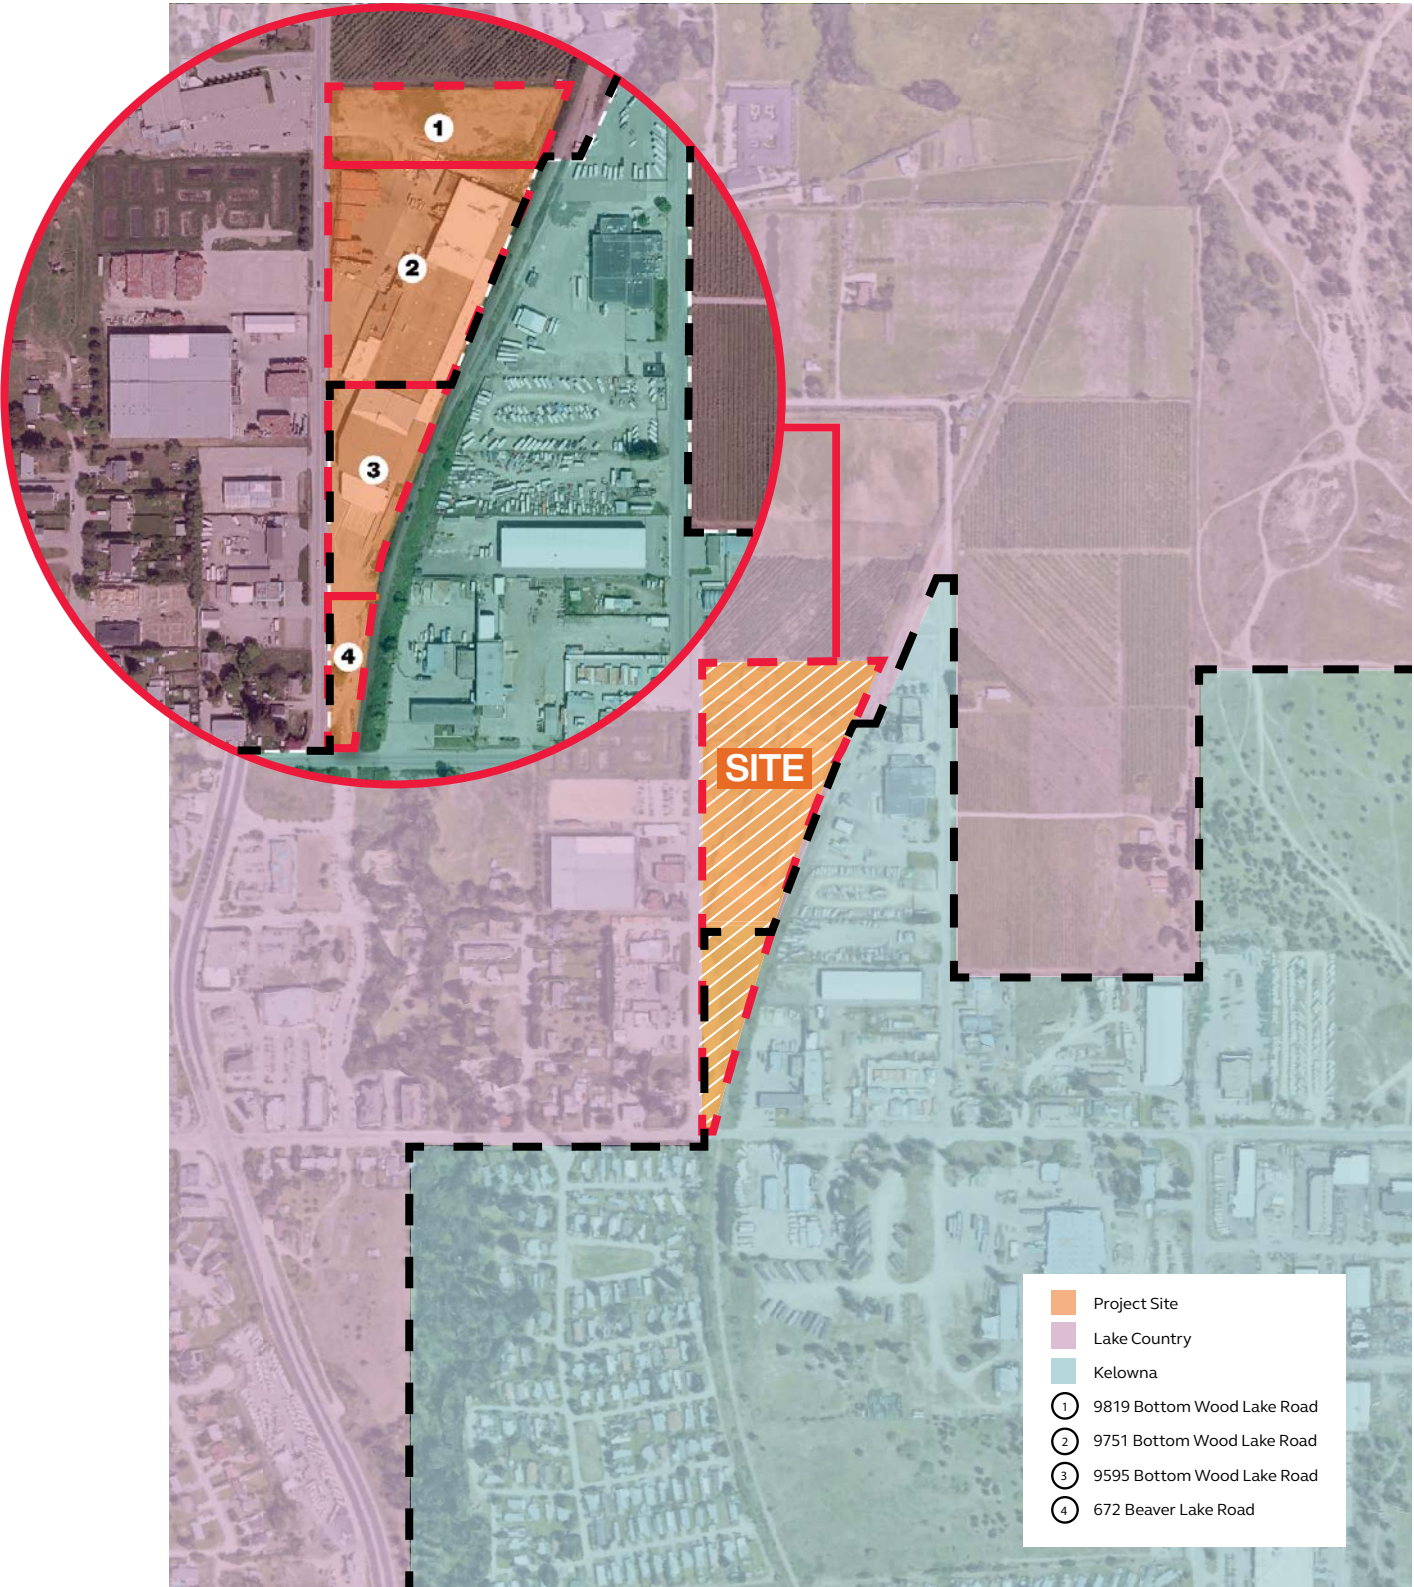 1
2
3
4
SITE
Project Site
Lake Country
Kelowna
1 9819 Bottom Wood Lake Road
2 9751 Bottom Wood Lake Road
3 9595 Bottom Wood Lake Road
4 672 Beaver Lake Road